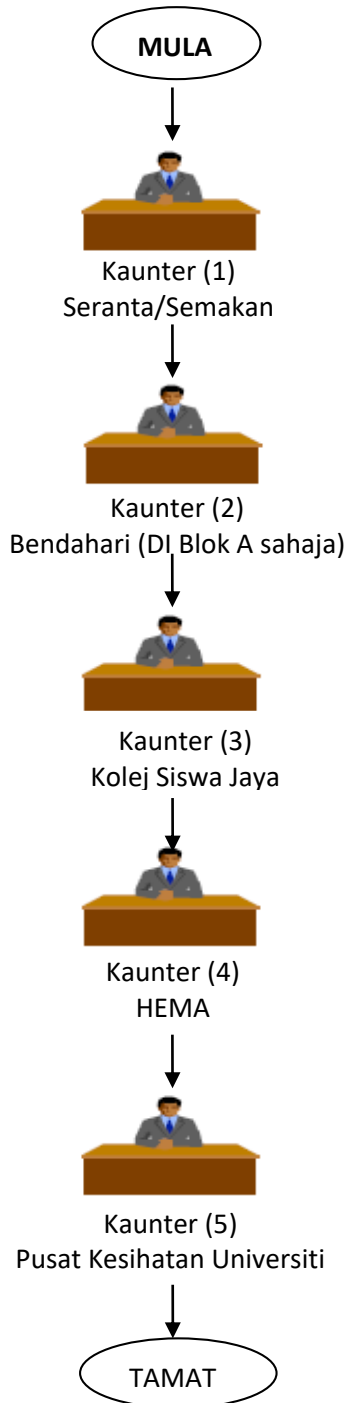 MULA
Kaunter (1)
Seranta/Semakan
Kaunter (2)
Bendahari (DI Blok A sahaja)
Kaunter (3)
Kolej Siswa Jaya
Kaunter (4)
HEMA
Kaunter (5)
Pusat Kesihatan Universiti
TAMAT